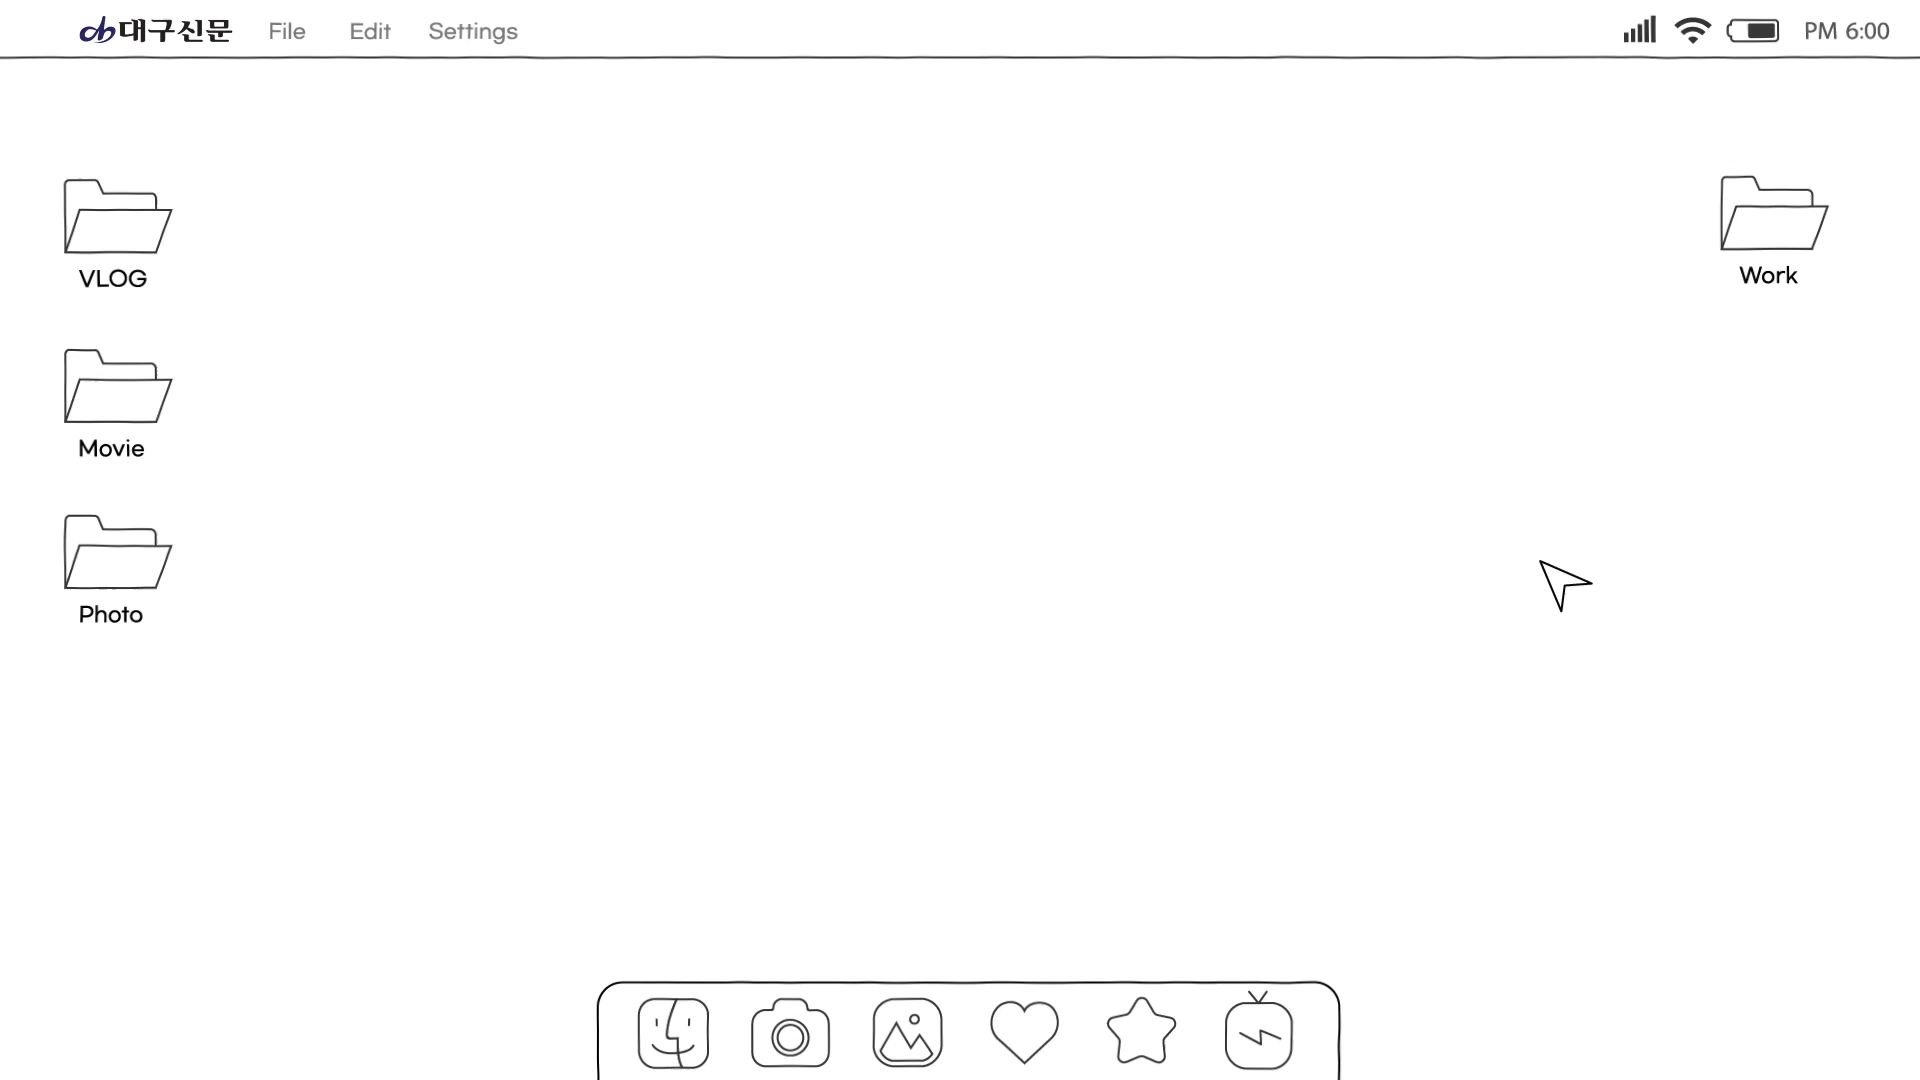 대구신문 File Edit Settings PM 6:00
VLOG
Work
Movie
Photo